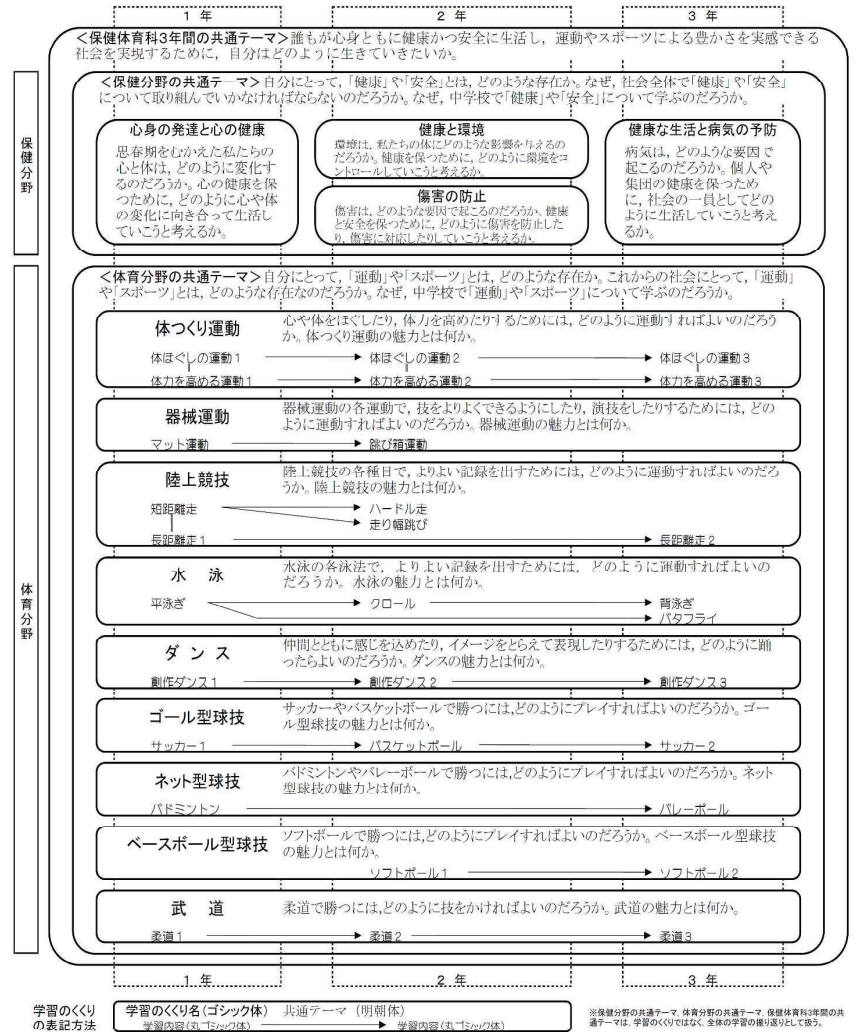 1 年 2 年 3 年
＜保健体育科3年間の共通テーマ＞誰もが心身ともに健康かつ安全に生活し，運動やスポーツによる豊かさを実感できる
社会を実現するために，自分はどのように生きていきたいか。
保健分野
＜保健分野の共通テーマ＞自分にとって，「健康」や「安全」とは，どのような存在か。なぜ，社会全体で「健康」や「安全」
について取り組んでいかなければならないのだろうか。なぜ，中学校で「健康」や「安全」について学ぶのだろうか。
心身の発達と心の健康
思春期をむかえた私たちの
心と体は，どのように変化す
るのだろうか。心の健康を保
つために，どのように心や体
の変化に向き合って生活し
ていこうと考えるか。
健康と環境
環境は，私たちの体にどのような影響を与えるの
だろうか。健康を保つために，どのように環境をコ
ントロールしていこうと考えるか。
傷害の防止
傷害は，どのような要因で起こるのだろうか、健康
と安全を保つために，どのように傷害を防止した
り，傷害に対応したりしていこうと考えるか。
健康な生活と病気の予防
病気は，どのような要因で
起こるのだろうか。個人や
集団の健康を保つため
に，社会の一員としてどの
ように生活していこうと考え
るか。
体育分野
＜体育分野の共通テーマ＞自分にとって，「運動」や「スポーツ」とは，どのような存在か。これからの社会にとって，「運動」
や「スポーツ」とは，どのような存在なのだろうか。なぜ，中学校で「運動」や「スポーツ」について学ぶのだろうか。
体つくり運動
心や体をほぐしたり，体力を高めたりするためには，どのように運動すればよいのだろう
か。体つくり運動の魅力とは何か。
体ほぐしの運動1 体ほぐしの運動2 体ほぐしの運動3
体力を高める運動1 体力を高める運動2 体力を高める運動3
器械運動
器械運動の各運動で，技をよりよくできるようにしたり，演技をしたりするためには，どの
ように運動すればよいのだろうか。器械運動の魅力とは何か。
マット運動 跳び箱運動
陸上競技
陸上競技の各種目で，よりよい記録を出すためには，どのように運動すればよいのだろ
うか。陸上競技の魅力とは何か。
短距離走 ハードル走
走り幅跳び
長距離走1 長距離走2
水 泳
水泳の各泳法で，よりよい記録を出すためには，どのように運動すればよいの
だろうか。水泳の魅力とは何か。
平泳ぎ クロール 背泳ぎ
バタフライ
ダ ン ス
仲間とともに感じを込めたり，イメージをとらえて表現したりするためには，どのように踊
ったらよいのだろうか。ダンスの魅力とは何か。
創作ダンス1 創作ダンス2 創作ダンス3
ゴール型球技
サッカーやバスケットボールで勝つには，どのようにプレイすればよいのだろうか。ゴー
ル型球技の魅力とは何か。
サッカー1 バスケットボール サッカー2
ネット型球技
バドミントンやバレーボールで勝つには，どのようにプレイすればよいのだろうか。ネット
型球技の魅力とは何か。
バドミントン バレーボール
ベースボール型球技
ソフトボールで勝つには，どのようにプレイすればよいのだろうか。ベースボール型球技
の魅力とは何か。
ソフトボール1 ソフトボール2
武 道
柔道で勝つには，どのように技をかければよいのだろうか。武道の魅力とは何か。
柔道1 柔道2 柔道3
1 年 2 年 3 年
学習のくくり
の表記方法
学習のくくり名（ゴシック体） 共通テーマ（明朝体）
学習内容（丸ゴシック体） 学習内容（丸ゴシック体）
※保健分野の共通テーマ，体育分野の共通テーマ，保健体育科3年間の共
通テーマは，学習のくくりではなく，全体の学習の振り返りとして扱う。